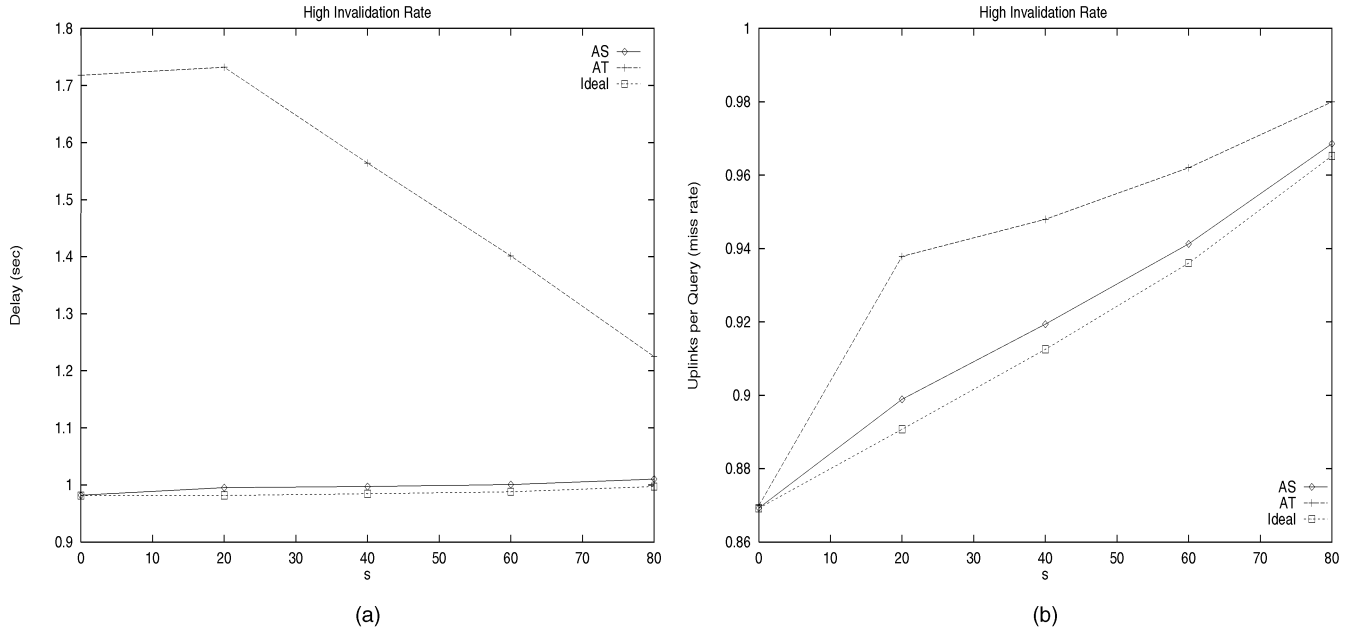 High Invalidation Rate
1.8
1.7
1.6
1.5
1.4
1.3
1.2
1.1
1
0.9
Delay (sec)
AS
AT
Ideal
0 10 20 30 40 50 60 70 80
s
(a)
High Invalidation Rate
1
0.98
0.96
0.94
0.92
0.9
0.88
0.86
Uplinks per Query (miss rate)
AS
AT
Ideal
0 10 20 30 40 50 60 70 80
s
(b)